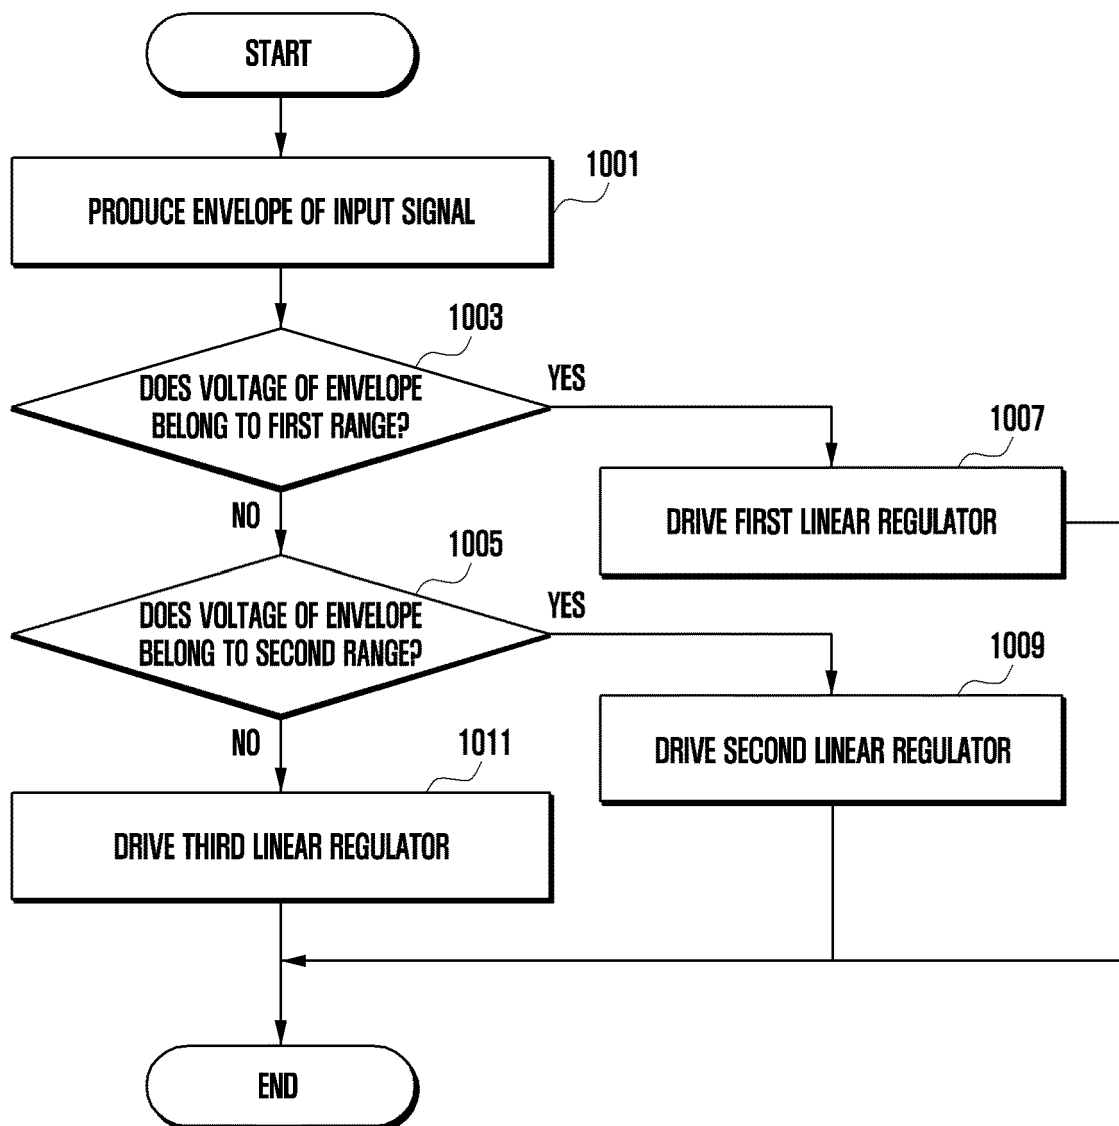 START
1001
PRODUCE ENVELOPE OF INPUT SIGNAL
1003
DOES VOLTAGE OF ENVELOPE
BELONG TO FIRST RANGE?
YES
1007
DRIVE FIRST LINEAR REGULATOR
NO
1005
DOES VOLTAGE OF ENVELOPE
BELONG TO SECOND RANGE?
YES
1009
DRIVE SECOND LINEAR REGULATOR
NO
1011
DRIVE THIRD LINEAR REGULATOR
END